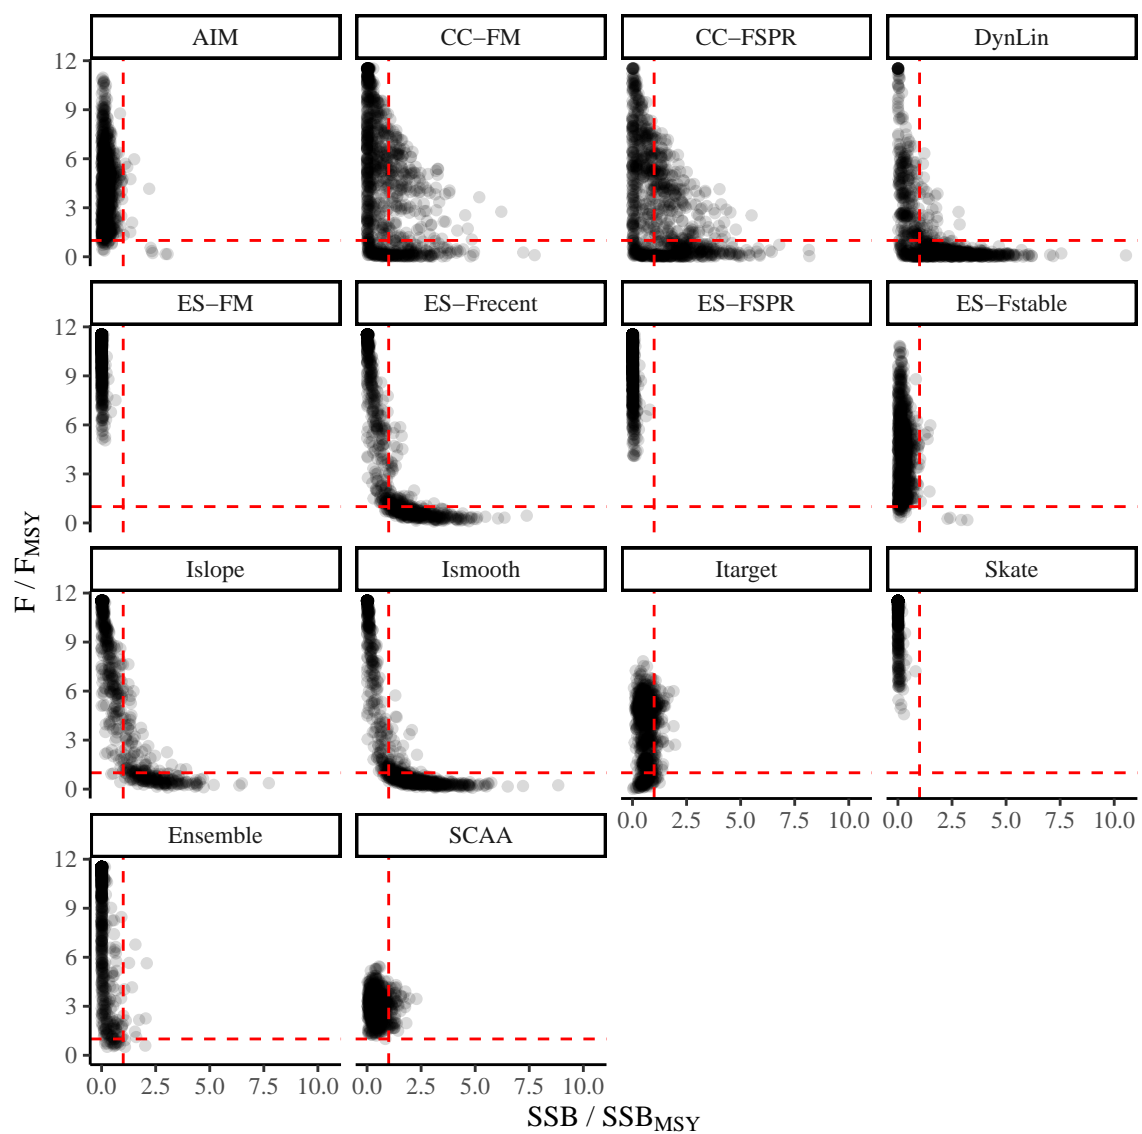 AIM CC−FM CC−FSPR DynLin
12
9
6
3
0
ES−FM ES−Frecent ES−FSPR ES−Fstable
12
9
6
3
0
F / FMSY
Islope Ismooth Itarget Skate
12
9
6
3
0
0.0 2.5 5.0 7.5 10.0 0.0 2.5 5.0 7.5 10.0
Ensemble SCAA
12
9
6
3
0
0.0 2.5 5.0 7.5 10.0 0.0 2.5 5.0 7.5 10.0
SSB / SSBMSY